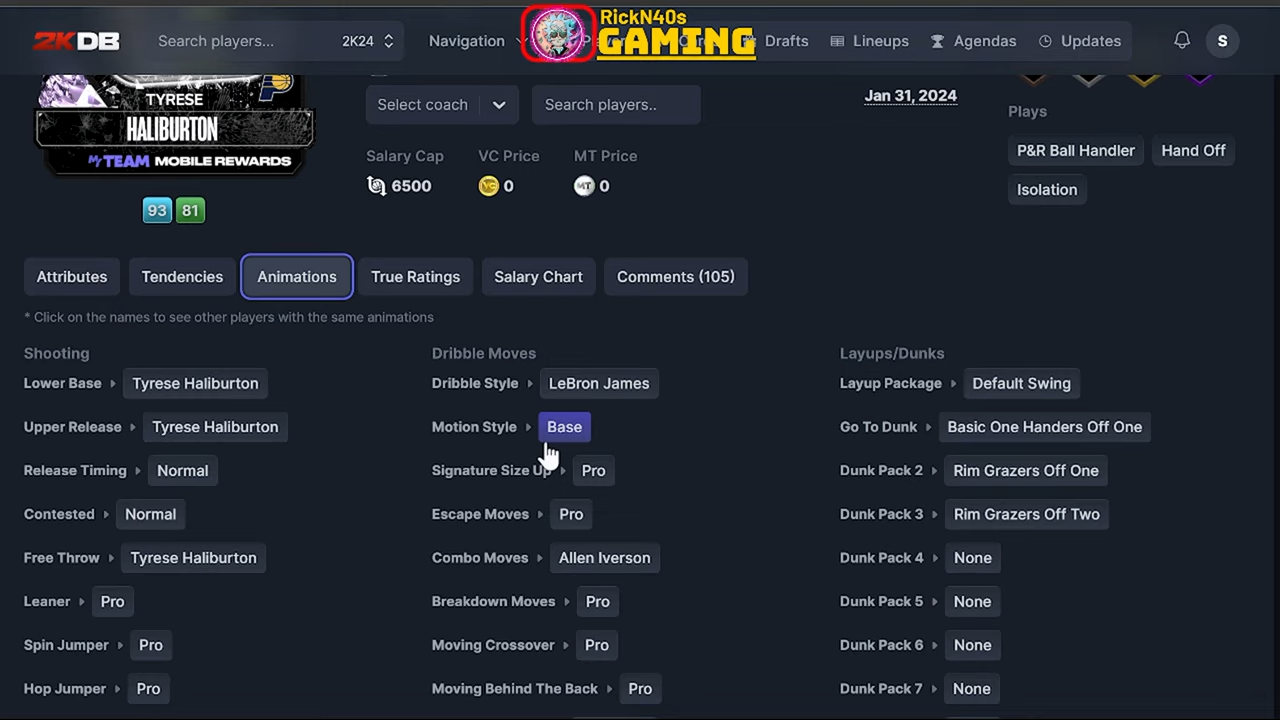 RickN40s
GAMING
2KDB
Search players...
2K24
Navigation
Drafts
Lineups
Agendas
Updates
S
TYRESE
HALIBURTON
MYTEAM MOBILE REWARDS
93 81
Select coach
Search players..
Salary Cap
6500
VC Price
VC 0
MT Price
MT 0
Jan 31, 2024
Plays
P&R Ball Handler
Hand Off
Isolation
Attributes
Tendencies
Animations
True Ratings
Salary Chart
Comments (105)
* Click on the names to see other players with the same animations
Shooting
Lower Base Tyrese Haliburton
Upper Release Tyrese Haliburton
Release Timing Normal
Contested Normal
Free Throw Tyrese Haliburton
Leaner Pro
Spin Jumper Pro
Hop Jumper Pro
Dribble Moves
Dribble Style LeBron James
Motion Style Base
Signature Size Up Pro
Escape Moves Pro
Combo Moves Allen Iverson
Breakdown Moves Pro
Moving Crossover Pro
Moving Behind The Back Pro
Layups/Dunks
Layup Package Default Swing
Go To Dunk Basic One Handers Off One
Dunk Pack 2 Rim Grazers Off One
Dunk Pack 3 Rim Grazers Off Two
Dunk Pack 4 None
Dunk Pack 5 None
Dunk Pack 6 None
Dunk Pack 7 None